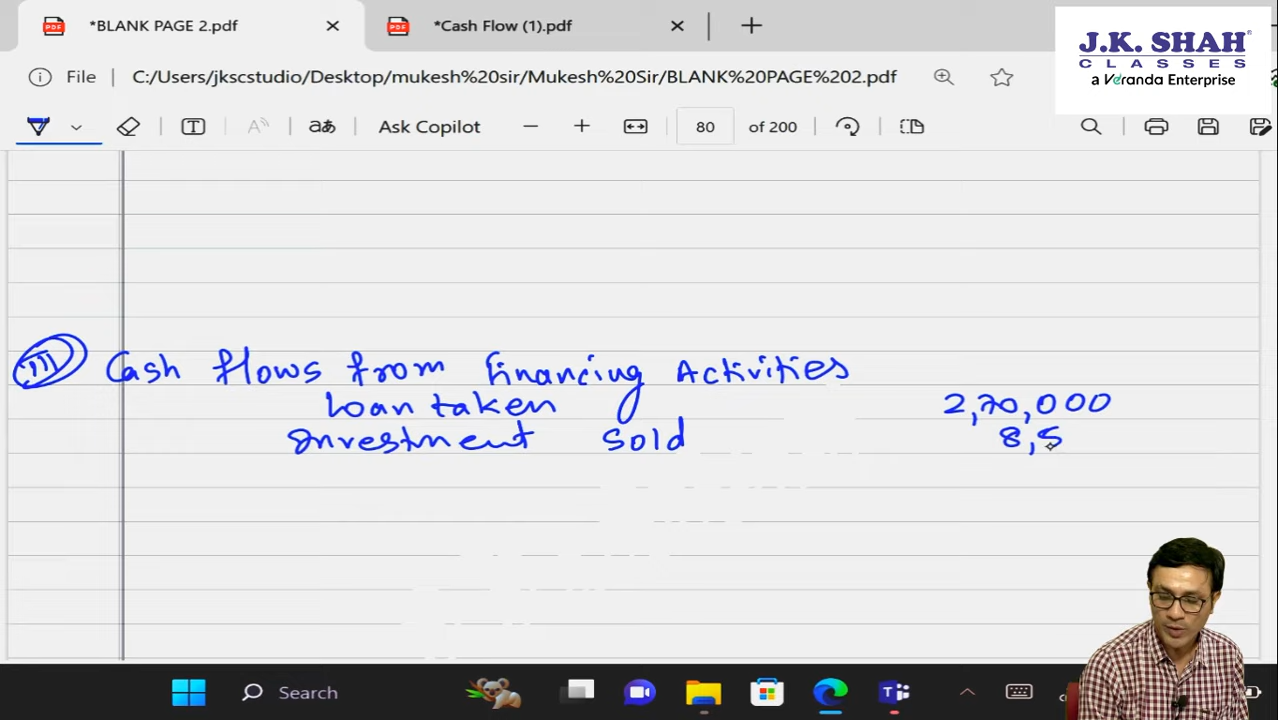 *BLANK PAGE 2.pdf
*Cash Flow (1).pdf
J.K. SHAH
CLASSES
a Veranda Enterprise
File C:/Users/jkscstudio/Desktop/mukesh%20sir/Mukesh%20Sir/BLANK%20PAGE%202.pdf
Ask Copilot 80 of 200
III Cash flows from Financing Activities
Loan taken 2,70,000
Investment Sold 8,5
Search